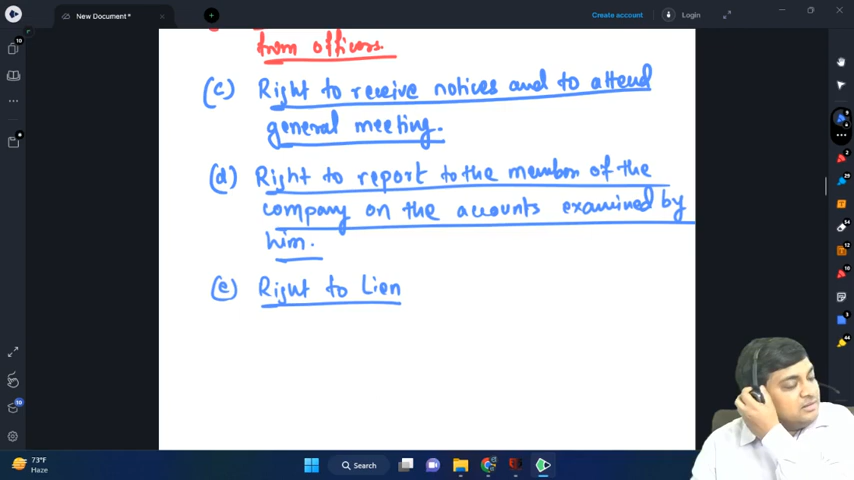 New Document*
Create account
Login
from officers.
(c) Right to receive notices and to attend
general meeting.
(d) Right to report to the member of the
company on the accounts examined by
him.
(e) Right to Lien
73°F
Haze
Search